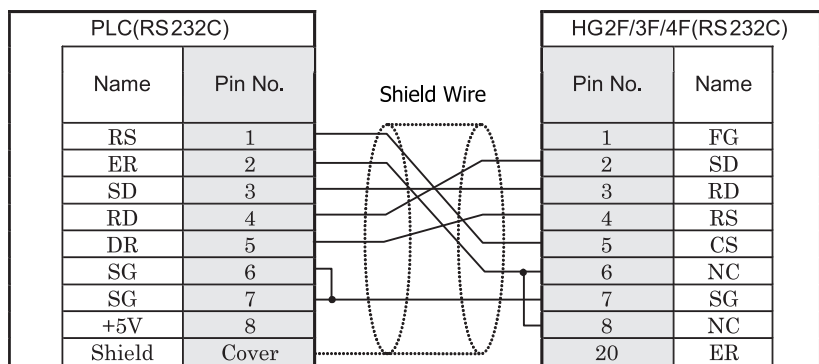 PLC(RS232C) HG2F/3F/4F(RS232C)
Name Pin No. Shield Wire Pin No. Name
RS 1 1 FG
ER 2 2 SD
SD 3 3 RD
RD 4 4 RS
DR 5 5 CS
SG 6 6 NC
SG 7 7 SG
+5V 8 8 NC
Shield Cover 20 ER